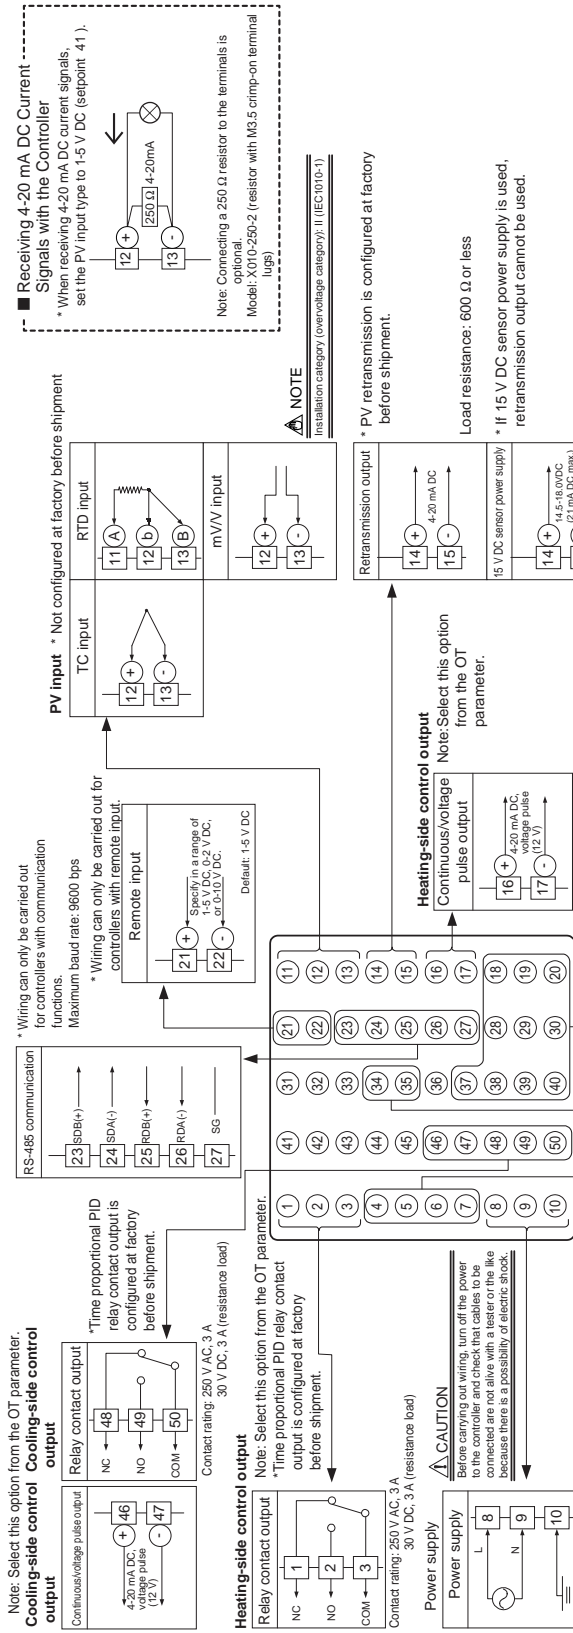 Note: Select this option from the OT parameter.
Cooling-side control output
Continuous/voltage pulse output
4-20 mA DC,
voltage pulse
(12 V)
+
-
46
47
Cooling-side control
output
Relay contact output
NC
NO
COM
48
49
50
Contact rating: 250 V AC, 3 A
30 V DC, 3 A (resistance load)
*Time proportional PID
relay contact output is
configured at factory
before shipment.
RS-485 communication
23 SDB(+)
24 SDA(-)
25 RDB(+)
26 RDA(-)
27 SG
* Wiring can only be carried out
for controllers with communication
functions.
Maximum baud rate: 9600 bps
* Wiring can only be carried out for
controllers with remote input.
Remote input
21 +
22 -
Specify in a range of
1-5 V DC, 0-2 V DC,
or 0-10 V DC.
Default: 1-5 V DC
PV input * Not configured at factory before shipment
TC input
12 +
13 -
RTD input
11 A
12 b
13 B
mV/V input
12 +
13 -
■ Receiving 4-20 mA DC Current
Signals with the Controller
* When receiving 4-20 mA DC current signals,
set the PV input type to 1-5 V DC (setpoint 41 ).
12 +
13 -
250 Ω
4-20mA
Note: Connecting a 250 Ω resistor to the terminals is
optional.
Model: X010-250-2 (resistor with M3.5 crimp-on terminal
lugs)
NOTE
Installation category (overvoltage category): II (IEC1010-1)
Heating-side control output
Relay contact output
NC
NO
COM
1
2
3
Contact rating: 250 V AC, 3 A
30 V DC, 3 A (resistance load)
Note: Select this option from the OT parameter.
*Time proportional PID relay contact
output is configured at factory
before shipment.
1 2 3 4 5 6 7 8 9 10
41 42 43 44 45 46 47 48 49 50
31 32 33 34 35 36 37 38 39 40
21 22 23 24 25 26 27 28 29 30
11 12 13 14 15 16 17 18 19 20
Heating-side control output
Continuous/voltage
pulse output
16 +
17 -
4-20 mA DC,
voltage pulse
(12 V)
Note:Select this option
from the OT
parameter.
Retransmission output
14 +
15 -
4-20 mA DC
* PV retransmission is configured at factory
before shipment.
Load resistance: 600 Ω or less
15 V DC sensor power supply
14 +
14.5-18.0VDC
(21 mA DC max.)
* If 15 V DC sensor power supply is used,
retransmission output cannot be used.
Power supply
Power supply
L
N
8
9
10
CAUTION
Before carrying out wiring, turn off the power
to the controller and check that cables to be
connected are not alive with a tester or the like
because there is a possibility of electric shock.